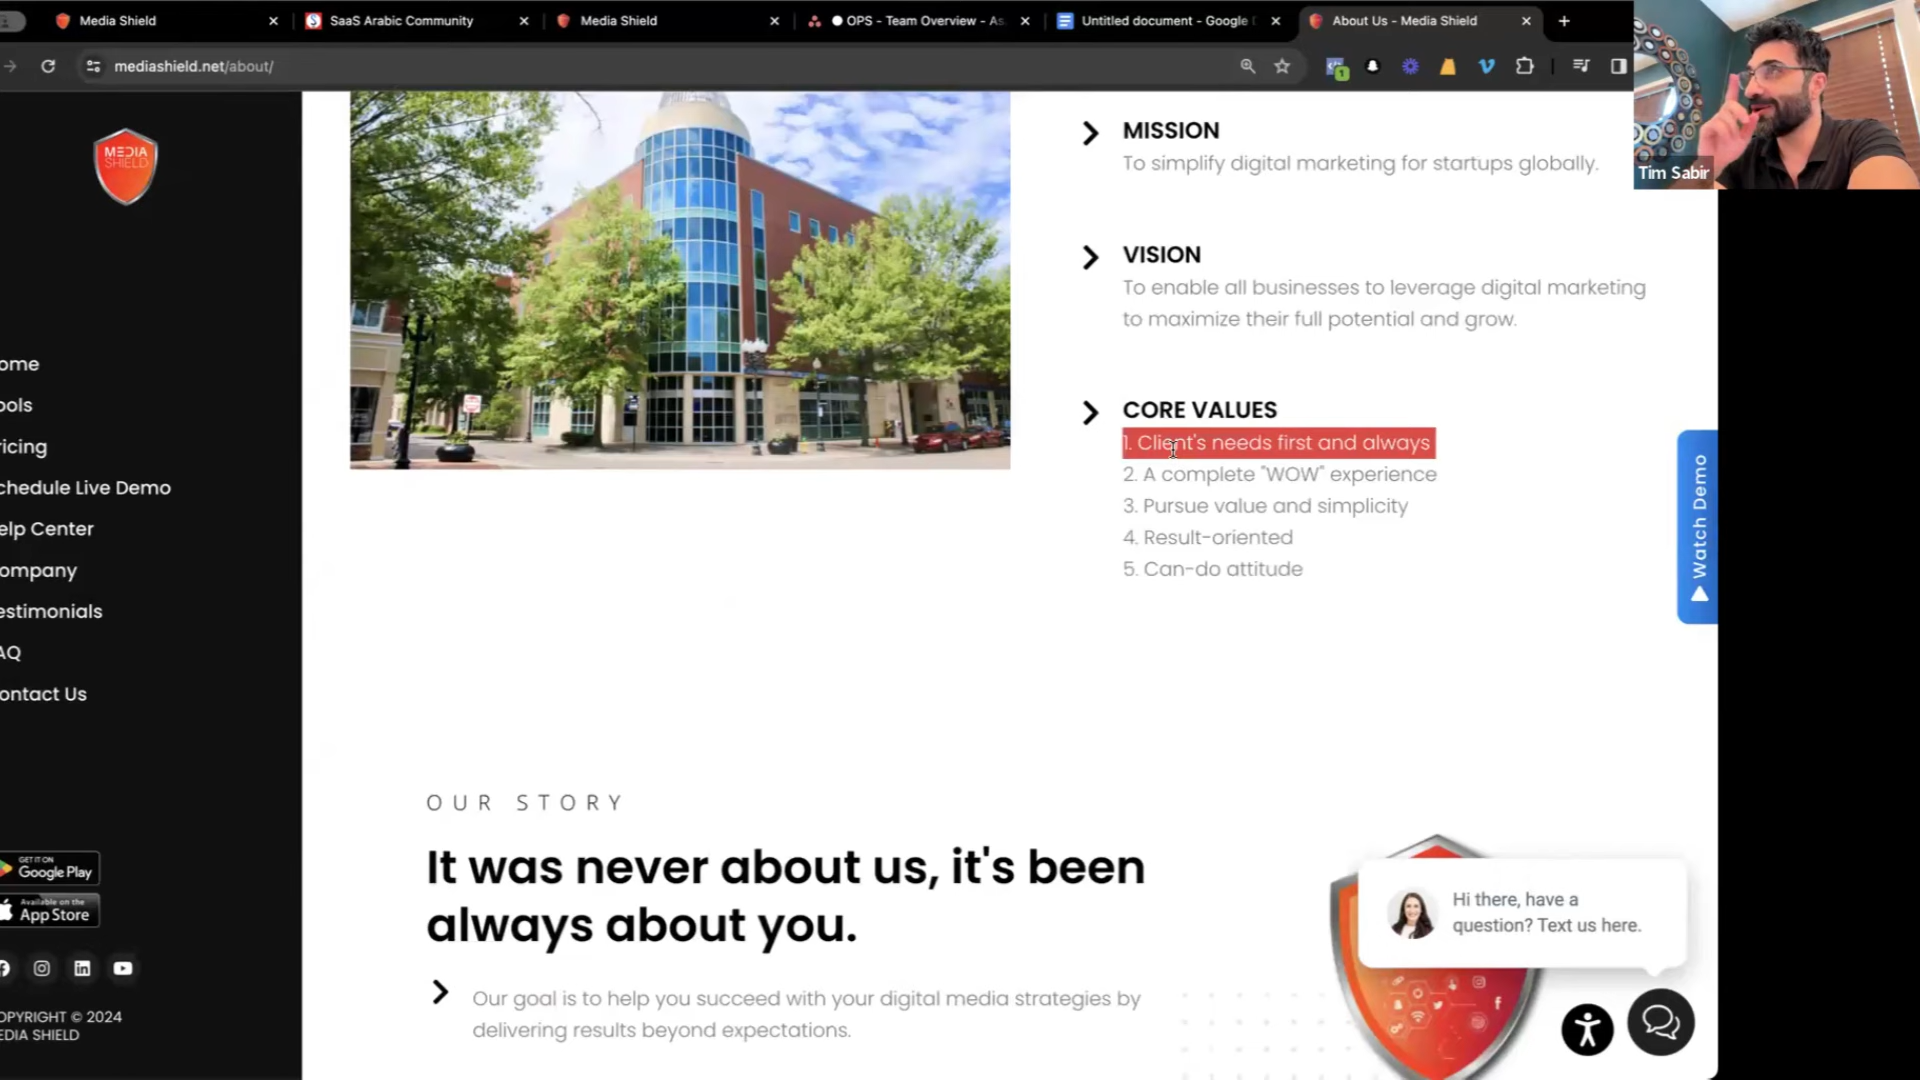 Media Shield
SaaS Arabic Community
Media Shield
OPS - Team Overview - As
Untitled document - Google
About Us - Media Shield
mediashield.net/about/
1
Tim Sabir
MEDIA
SHIELD
MISSION
To simplify digital marketing for startups globally.
VISION
To enable all businesses to leverage digital marketing
to maximize their full potential and grow.
CORE VALUES
1. Client's needs first and always
2. A complete "WOW" experience
3. Pursue value and simplicity
4. Result-oriented
5. Can-do attitude
ome
ools
ricing
chedule Live Demo
elp Center
ompany
estimonials
AQ
ontact Us
GET IT ON
Google Play
Available on the
App Store
OPYRIGHT © 2024
EDIA SHIELD
Watch Demo
OUR STORY
It was never about us, it's been
always about you.
Our goal is to help you succeed with your digital media strategies by
delivering results beyond expectations.
Hi there, have a
question? Text us here.